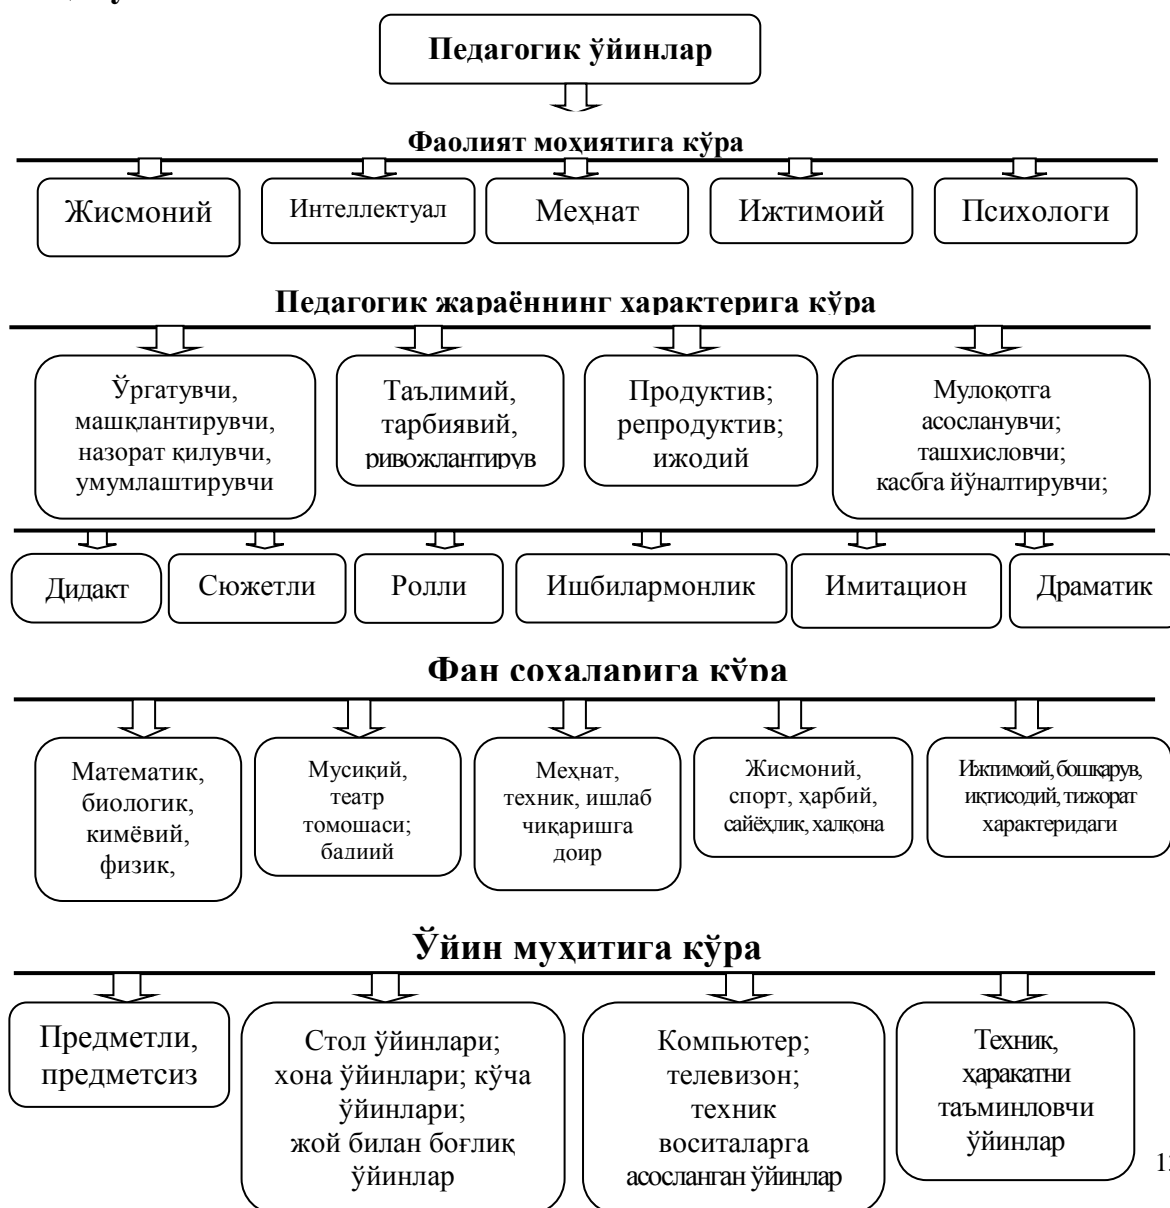 Педагогик ўйинлар
Фаолият моҳиятига кўра
Жисмоний
Интеллектуал
Меҳнат
Ижтимоий
Психологи
Педагогик жараённинг характерига кўра
Ўргатувчи,
машқлантирувчи,
назорат қилувчи,
умумлаштирувчи
Таълимий,
тарбиявий,
ривожлантирув
Продуктив;
репродуктив;
ижодий
Мулоқотга
асосланувчи;
ташхисловчи;
касбга йўналтирувчи;
Дидакт
Сюжетли
Ролли
Ишбилармонлик
Имитацион
Драматик
Фан соҳаларига кўра
Математик,
биологик,
кимёвий,
физик,
Мусиқий,
театр
томошаси;
бадиий
Меҳнат,
техник, ишлаб
чиқаришга
доир
Жисмоний,
спорт, ҳарбий,
сайёҳлик, халқона
Ижтимоий, бошқарув,
иқтисодий, тижорат
характеридаги
Ўйин муҳитига кўра
Предметли,
предметсиз
Стол ўйинлари;
хона ўйинлари; кўча
ўйинлари;
жой билан боғлиқ
ўйинлар
Компьютер;
телевизон;
техник
воситаларга
асосланган ўйинлар
Техник,
ҳаракатни
таъминловчи
ўйинлар